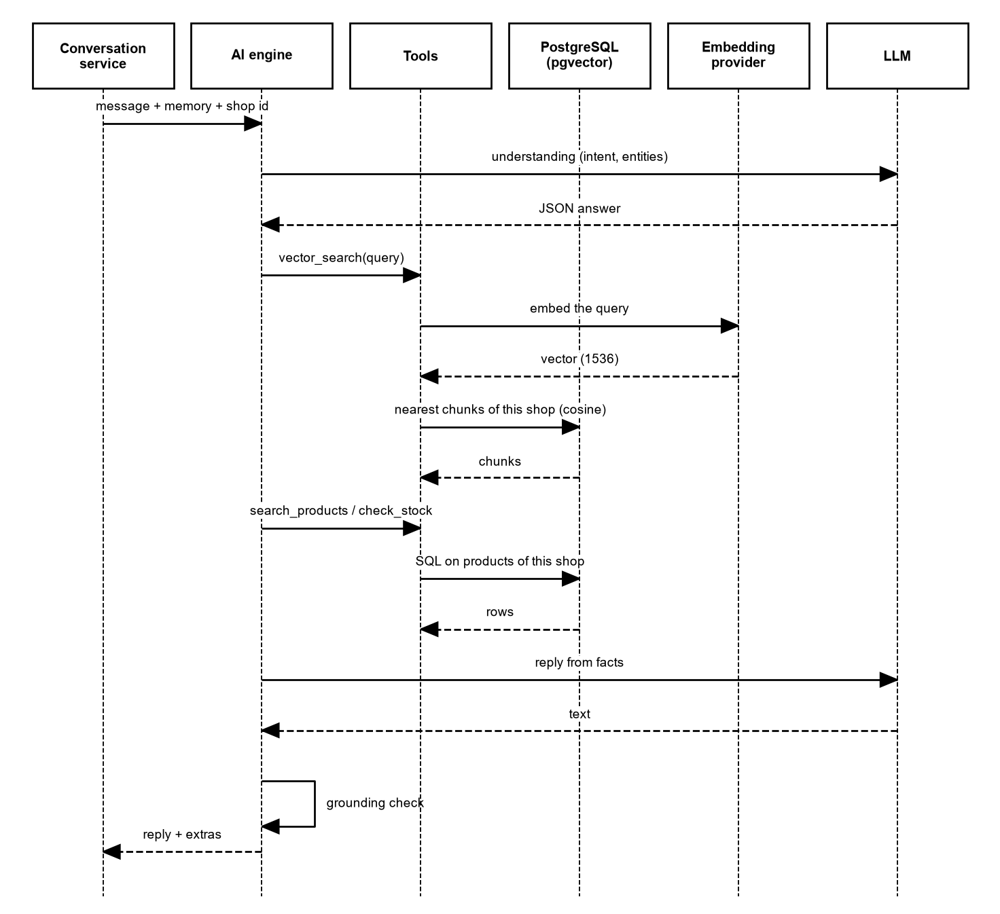 Conversation
service
AI engine
Tools
PostgreSQL
(pgvector)
Embedding
provider
LLM
message + memory + shop id
understanding (intent, entities)
JSON answer
vector_search(query)
embed the query
vector (1536)
nearest chunks of this shop (cosine)
chunks
search_products / check_stock
SQL on products of this shop
rows
reply from facts
text
grounding check
reply + extras